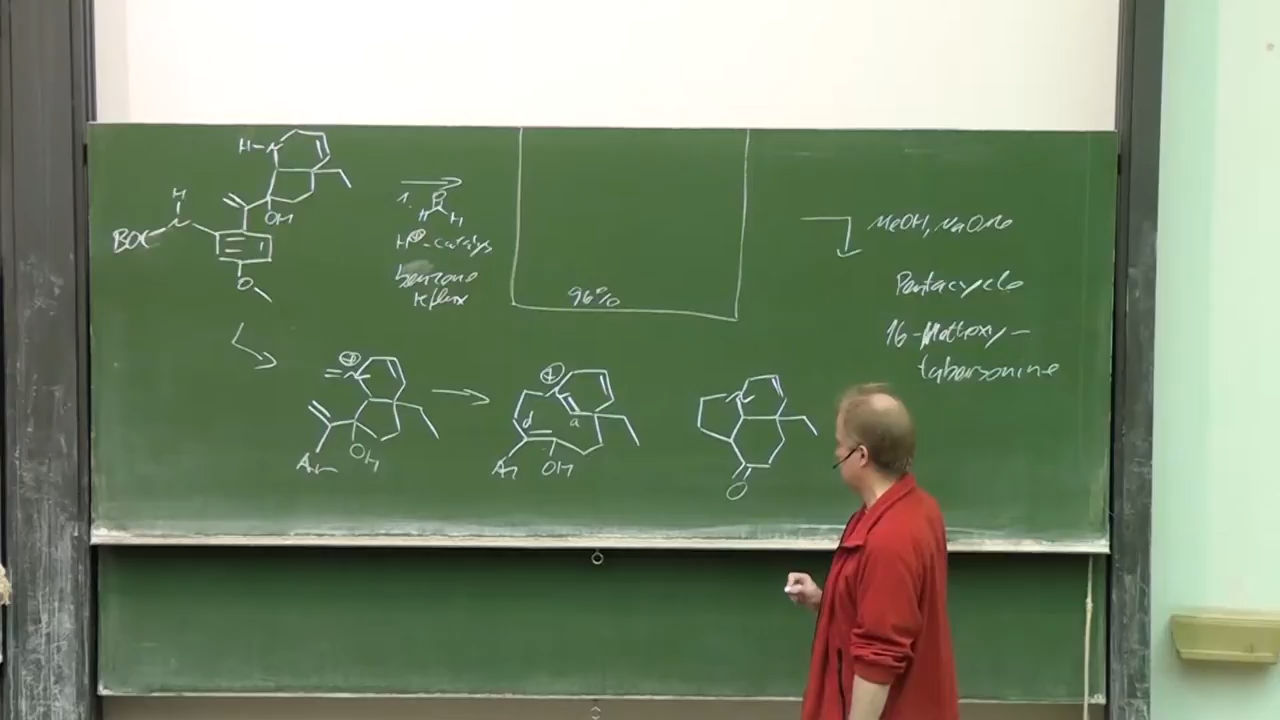 H-N
H
BOC
N
OH
O
1.
O
H H
H⊕-catalys
benzene
reflux
96%
MeOH, NaOMe
Pentacycle
16-Methoxy-
tabersonine
⊕
N
OH
Ar
⊕
d
a
Ar
OH
N
O